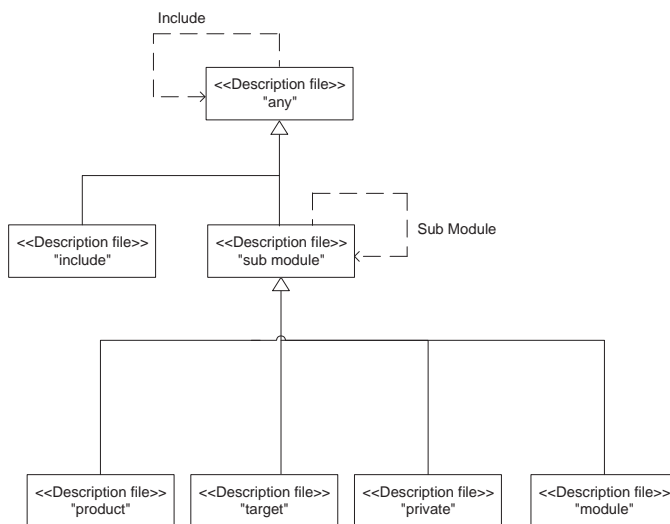 Include
<<Description file>>
"any"
<<Description file>>
"include"
<<Description file>>
"sub module"
Sub Module
<<Description file>>
"product"
<<Description file>>
"target"
<<Description file>>
"private"
<<Description file>>
"module"